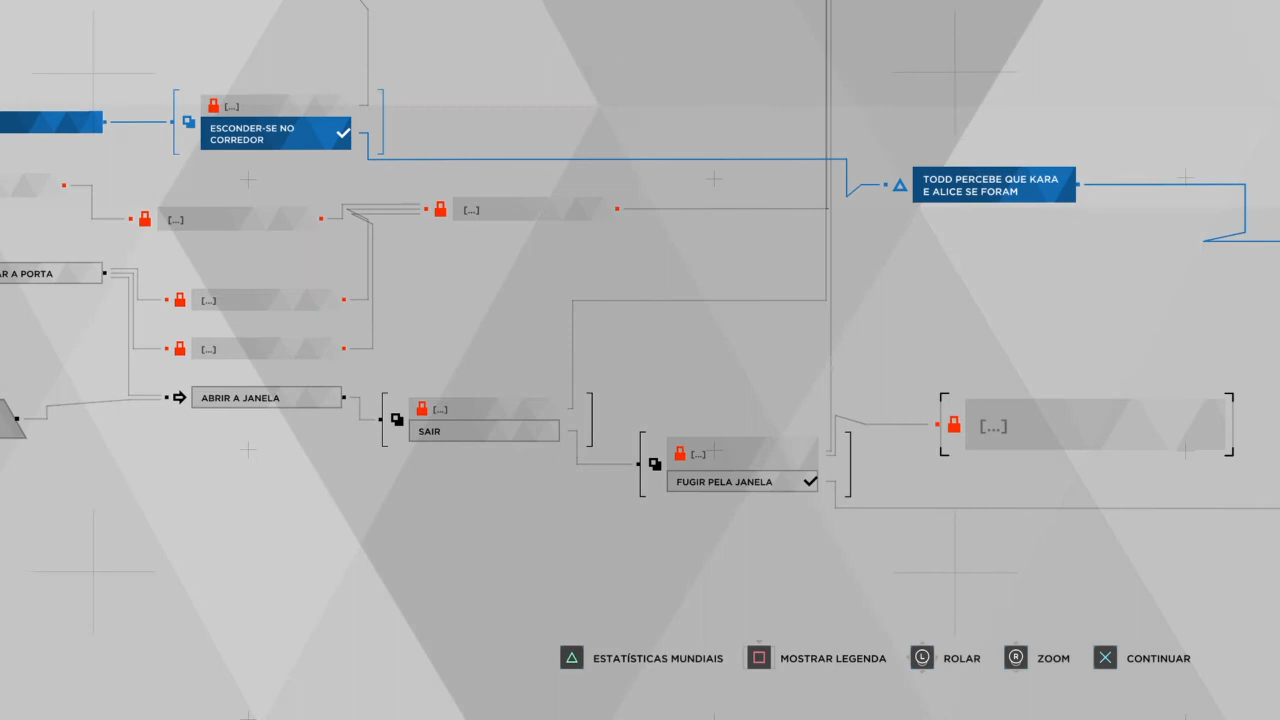 [...]
ESCONDER-SE NO
CORREDOR
TODD PERCEBE QUE KARA
E ALICE SE FORAM
[...]
[...]
AR A PORTA
[...]
[...]
ABRIR A JANELA
[...]
SAIR
[...]
[...]
FUGIR PELA JANELA
ESTATÍSTICAS MUNDIAIS
MOSTRAR LEGENDA
L
ROLAR
R
ZOOM
CONTINUAR